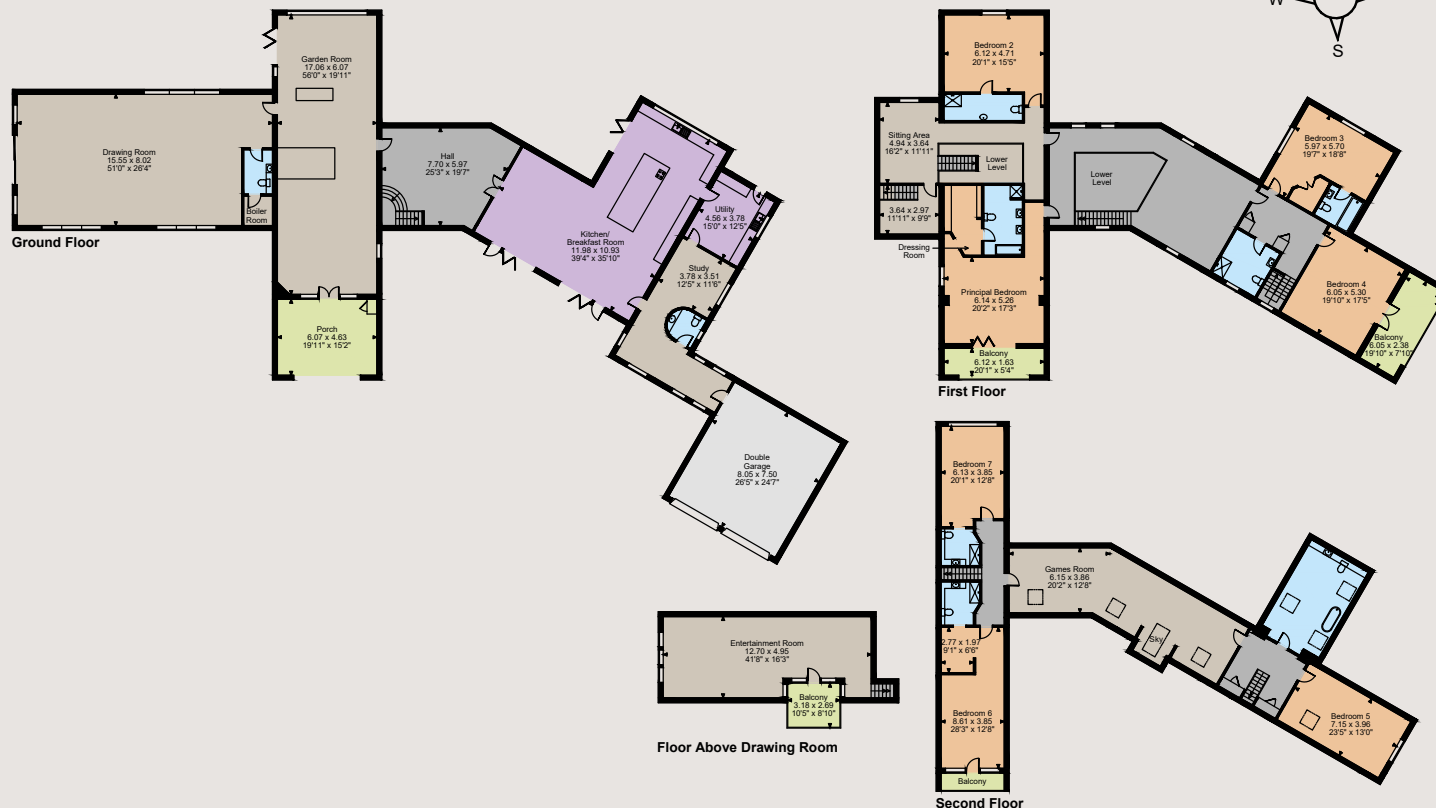 W
S
Garden Room
17.06 x 6.07
56'0" x 19'11"
Drawing Room
15.55 x 8.02
51'0" x 26'4"
Boiler
Room
Hall
7.70 x 5.97
25'3" x 19'7"
Kitchen/
Breakfast Room
11.98 x 10.93
39'4" x 35'10"
Utility
4.56 x 3.78
15'0" x 12'5"
Study
3.78 x 3.51
12'5" x 11'6"
Porch
6.07 x 4.63
19'11" x 15'2"
Double
Garage
8.05 x 7.50
26'5" x 24'7"
Ground Floor
Bedroom 2
6.12 x 4.71
20'1" x 15'5"
Sitting Area
4.94 x 3.64
16'2" x 11'11"
Lower
Level
3.64 x 2.97
11'11" x 9'9"
Dressing
Room
Principal Bedroom
6.14 x 5.26
20'2" x 17'3"
Balcony
6.12 x 1.63
20'1" x 5'4"
Lower
Level
Bedroom 3
5.97 x 5.70
19'7" x 18'8"
Bedroom 4
6.05 x 5.30
19'10" x 17'5"
Balcony
6.05 x 2.38
19'10" x 7'10"
First Floor
Entertainment Room
12.70 x 4.95
41'8" x 16'3"
Balcony
3.18 x 2.69
10'5" x 8'10"
Floor Above Drawing Room
Bedroom 7
6.13 x 3.85
20'1" x 12'8"
Games Room
6.15 x 3.86
20'2" x 12'8"
Sky
2.77 x 1.97
9'1" x 6'6"
Bedroom 6
8.61 x 3.85
28'3" x 12'8"
Balcony
Bedroom 5
7.15 x 3.96
23'5" x 13'0"
Second Floor